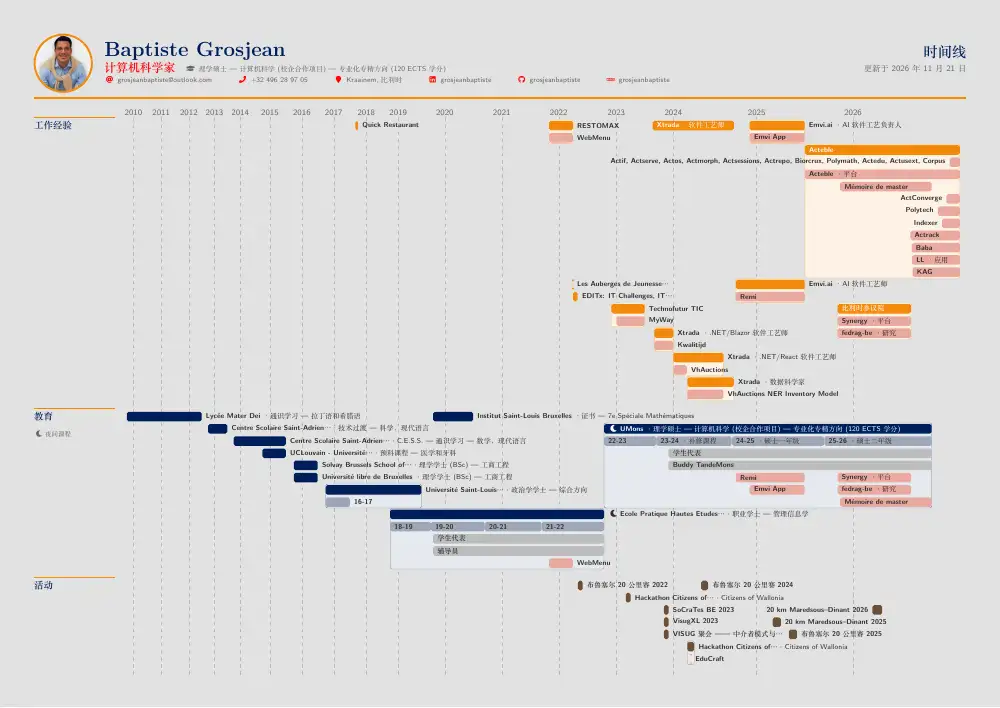 Baptiste Grosjean
时间线
计算机科学家 理学硕士 — 计算机科学 (校企合作项目) — 专业化专精方向 (120 ECTS 学分)
更新于 2026 年 11 月 21 日
grosjeanbaptiste@outlook.com +32 496 28 97 05 Kraainem, 比利时 grosjeanbaptiste grosjeanbaptiste grosjeanbaptiste
2010 2011 2012 2013 2014 2015 2016 2017 2018 2019 2020 2021 2022 2023 2024 2025 2026
工作经验
Quick Restaurant
RESTOMAX
Xtrada · 软件工艺师
Emvi.ai · AI 软件工艺负责人
WebMenu
Emvi App
Acteble
Actif, Actserve, Actos, Actmorph, Actsessions, Actrepo, Biorcrux, Polymath, Actedu, Actusext, Corpus
Acteble · 平台
Mémoire de master
ActConverge
Polytech
Indexer
Actrack
Baba
LL · 应用
KAG
Les Auberges de Jeunesse···
Emvi.ai · AI 软件工艺师
EDITx: IT Challenges, IT···
Remi
Technofutur TIC
比利时参议院
MyWay
Synergy · 平台
Xtrada · .NET/Blazor 软件工艺师
fedrag-be · 研究
Kwalitijd
Xtrada · .NET/React 软件工艺师
VhAuctions
Xtrada · 数据科学家
VhAuctions NER Inventory Model
教育
Lycée Mater Dei · 通识学习 — 拉丁语和希腊语
Institut Saint-Louis Bruxelles · 证书 — 7e Spéciale Mathématiques
夜间课程
Centre Scolaire Saint-Adrien··· · 技术过渡 — 科学、现代语言
UMons · 理学硕士 — 计算机科学 (校企合作项目) — 专业化专精方向 (120 ECTS 学分)
Centre Scolaire Saint-Adrien··· · C.E.S.S. — 通识学习 — 数学、现代语言
22-23 23-24 · 补修课程 24-25 · 硕士一年级 25-26 · 硕士二年级
UCLouvain - Université··· · 预科课程 — 医学和牙科
学生代表
Solvay Brussels School of··· · 理学学士 (BSc) — 工商工程
Buddy TandeMons
Université libre de Bruxelles · 理学学士 (BSc) — 工商工程
Remi
Synergy · 平台
Université Saint-Louis··· · 政治学学士 — 综合方向
Emvi App
fedrag-be · 研究
16-17
Mémoire de master
Ecole Pratique Hautes Etudes··· · 职业学士 — 管理信息学
18-19 19-20 20-21 21-22
学生代表
辅导员
WebMenu
活动
布鲁塞尔 20 公里赛 2022
布鲁塞尔 20 公里赛 2024
Hackathon Citizens of··· · Citizens of Wallonia
SoCraTes BE 2023
20 km Maredsous–Dinant 2026
VisugXL 2023
20 km Maredsous–Dinant 2025
VISUG 聚会 —— 中介者模式与···
布鲁塞尔 20 公里赛 2025
Hackathon Citizens of··· · Citizens of Wallonia
EduCraft